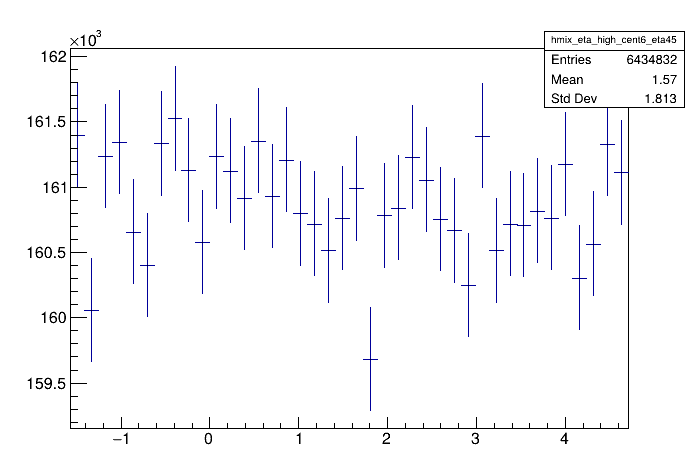 ×10³
hmix_eta_high_cent6_eta45
Entries 6434832
Mean 1.57
Std Dev 1.813
162
161.5
161
160.5
160
159.5
−1 0 1 2 3 4